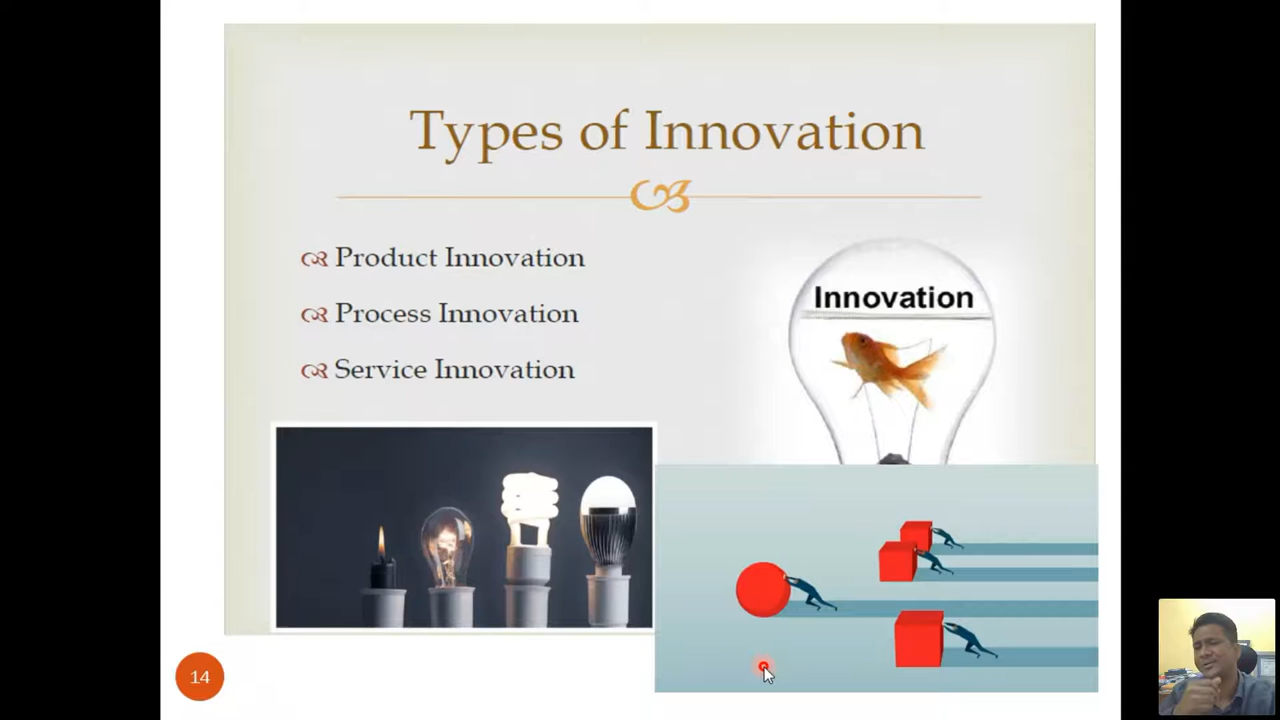 Types of Innovation
Product Innovation
Process Innovation
Service Innovation
Innovation
14